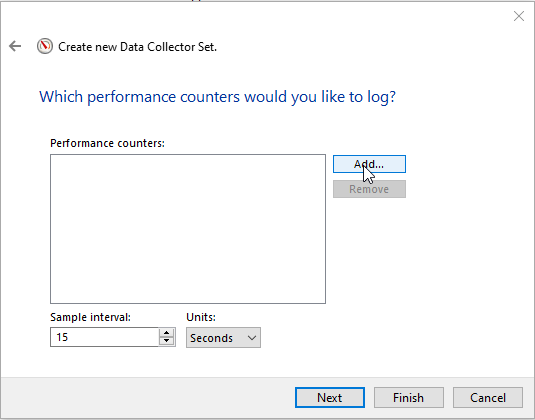 Create new Data Collector Set.
Which performance counters would you like to log?
Performance counters:
Add...
Remove
Sample interval: Units:
15 Seconds
Next Finish Cancel